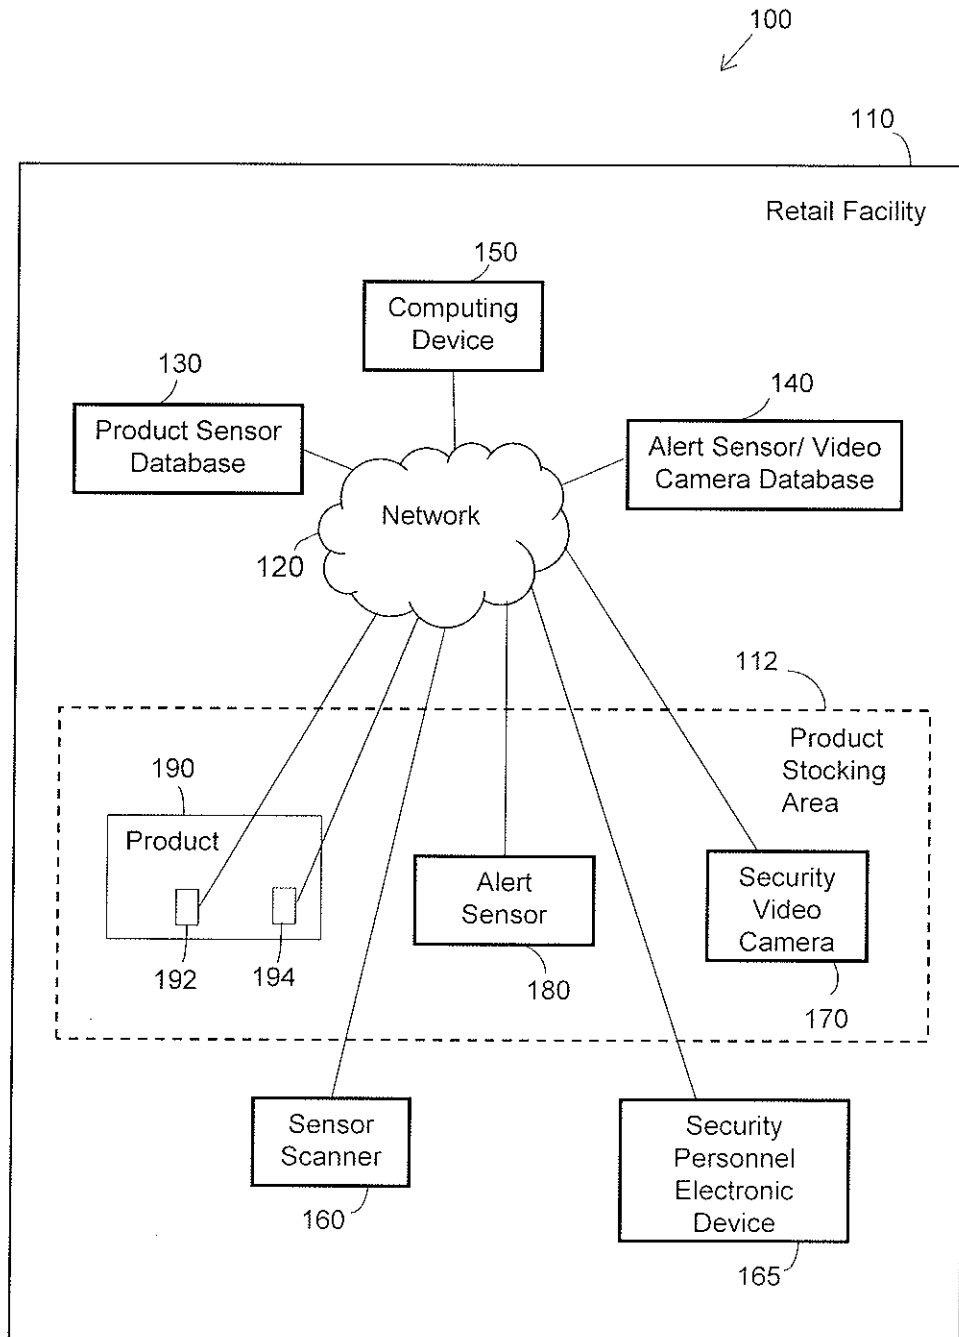 100
110
Retail Facility
150
Computing
Device
130
Product Sensor
Database
140
Alert Sensor/ Video
Camera Database
Network
120
112
Product
Stocking
Area
190
Product
192
194
Alert
Sensor
180
Security
Video
Camera
170
Sensor
Scanner
160
Security
Personnel
Electronic
Device
165